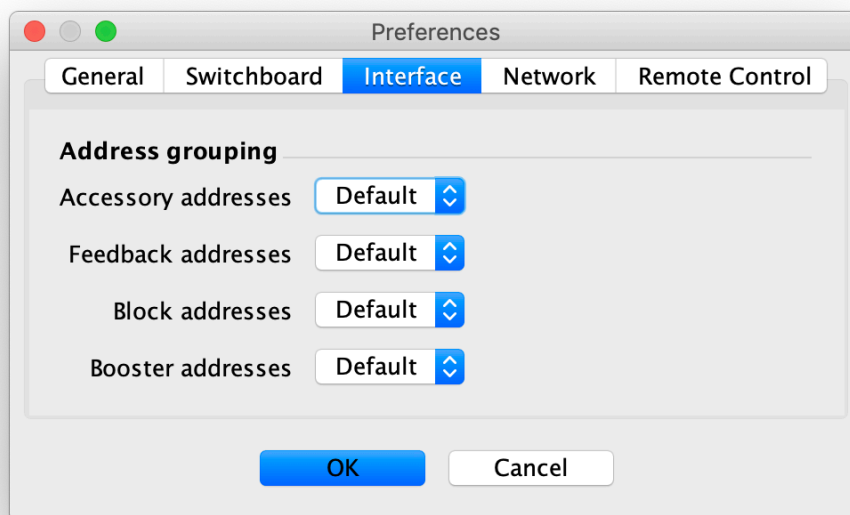 Preferences
General Switchboard Interface Network Remote Control
Address grouping
Accessory addresses Default
Feedback addresses Default
Block addresses Default
Booster addresses Default
OK Cancel